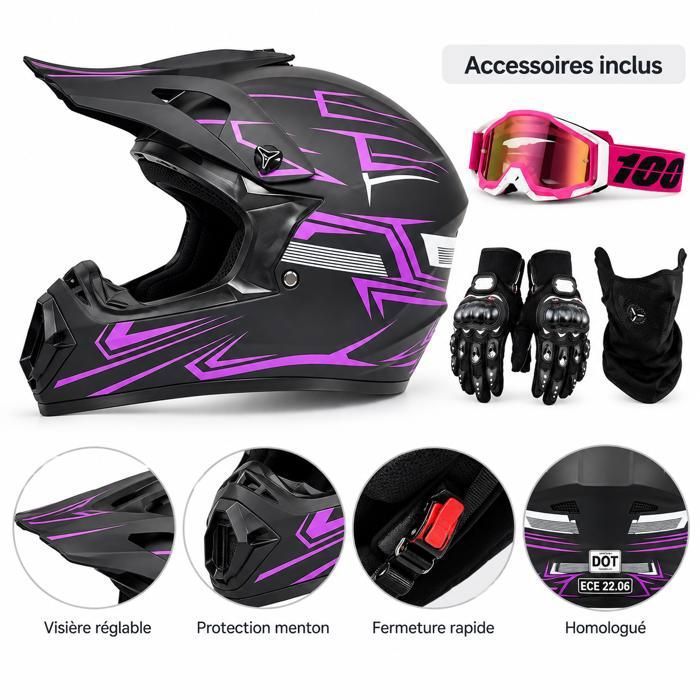 Accessoires inclus
100
Visière réglable
Protection menton
Fermeture rapide
DOT
ECE 22.06
Homologué